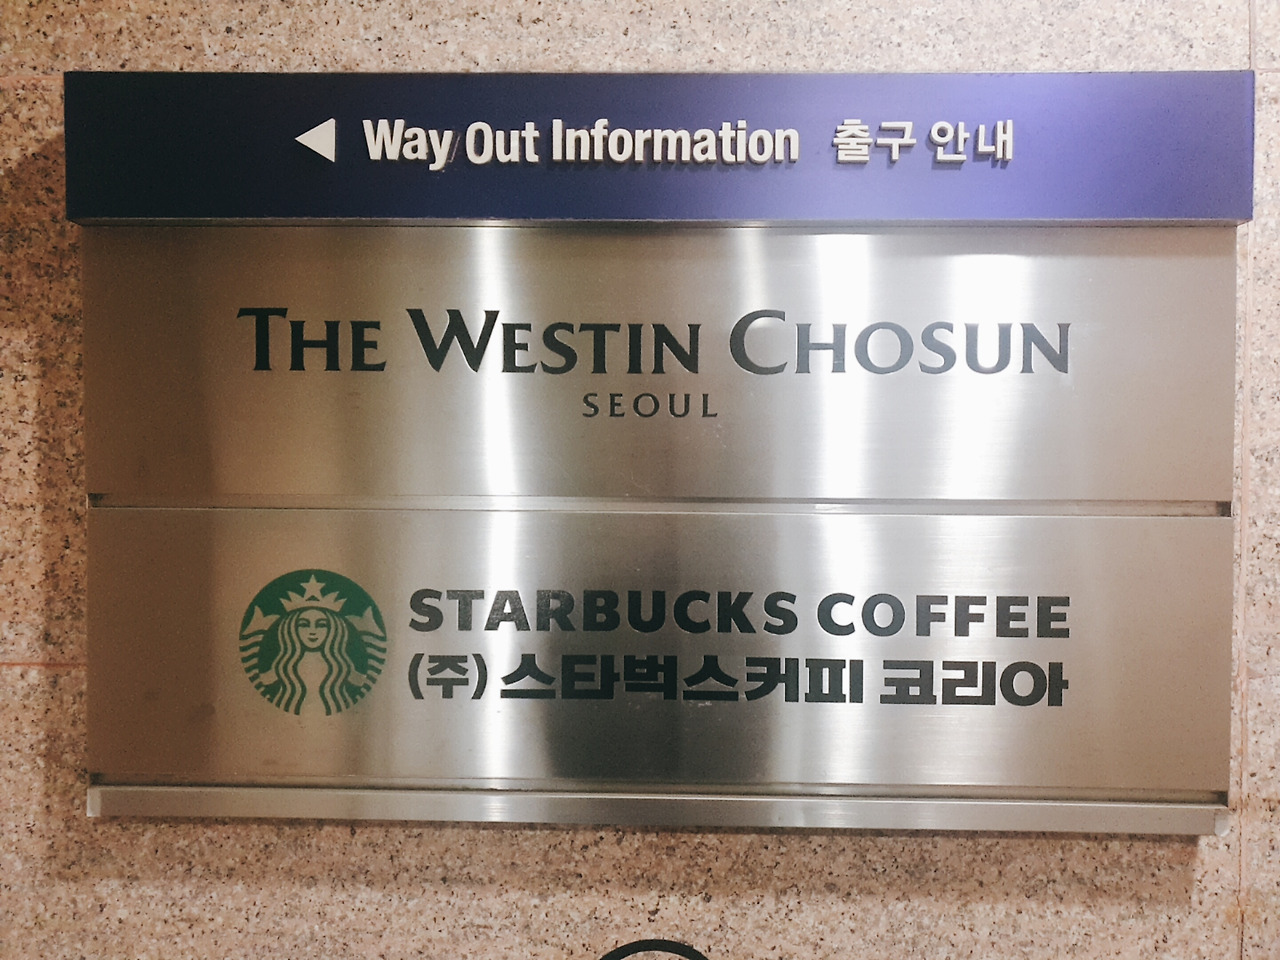 Way Out Information 출구 안내
THE WESTIN CHOSUN
SEOUL
STARBUCKS COFFEE
(주) 스타벅스커피 코리아